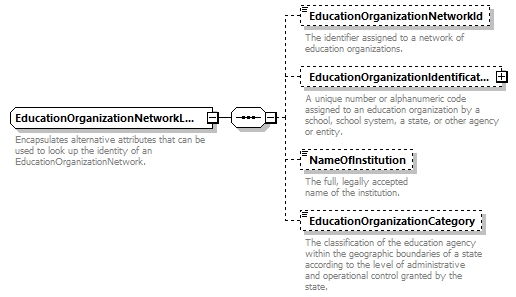 EducationOrganizationNetworkId
The identifier assigned to a network of
education organizations.
EducationOrganizationIdentificat...
A unique number or alphanumeric code
assigned to an education organization by a
school, school system, a state, or other agency
or entity.
EducationOrganizationNetworkL...
Encapsulates alternative attributes that can be
used to look up the identity of an
EducationOrganizationNetwork.
NameOfInstitution
The full, legally accepted
name of the institution.
EducationOrganizationCategory
The classification of the education agency
within the geographic boundaries of a state
according to the level of administrative
and operational control granted by the
state.